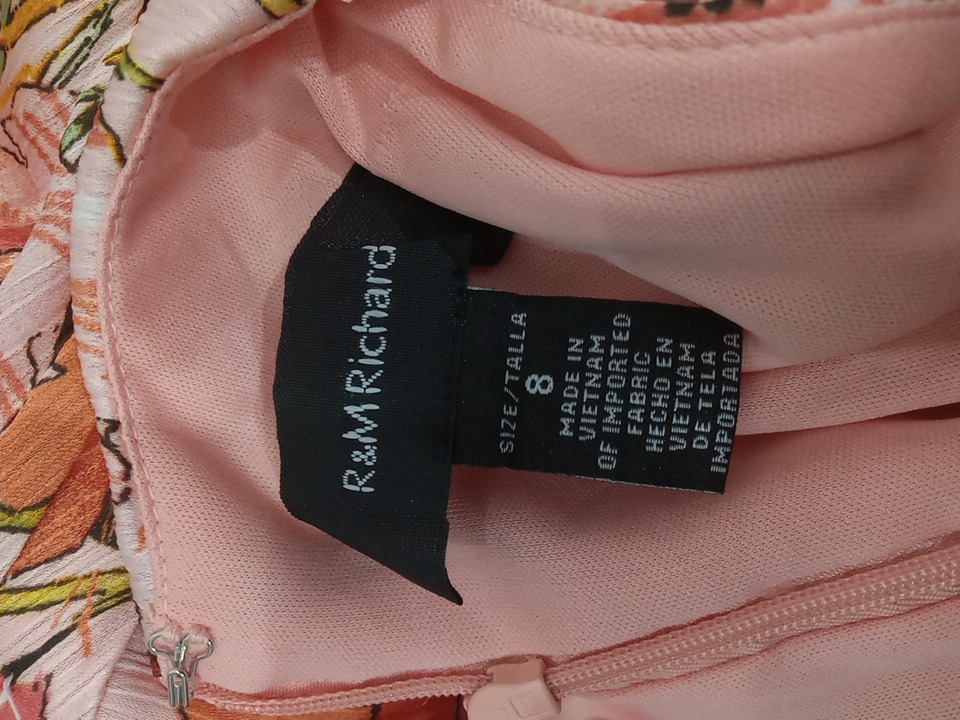 R&M Richard
SIZE/TALLA
8
MADE IN
VIETNAM
OF IMPORTED
FABRIC
HECHO EN
VIETNAM
DE TELA
IMPORTADA